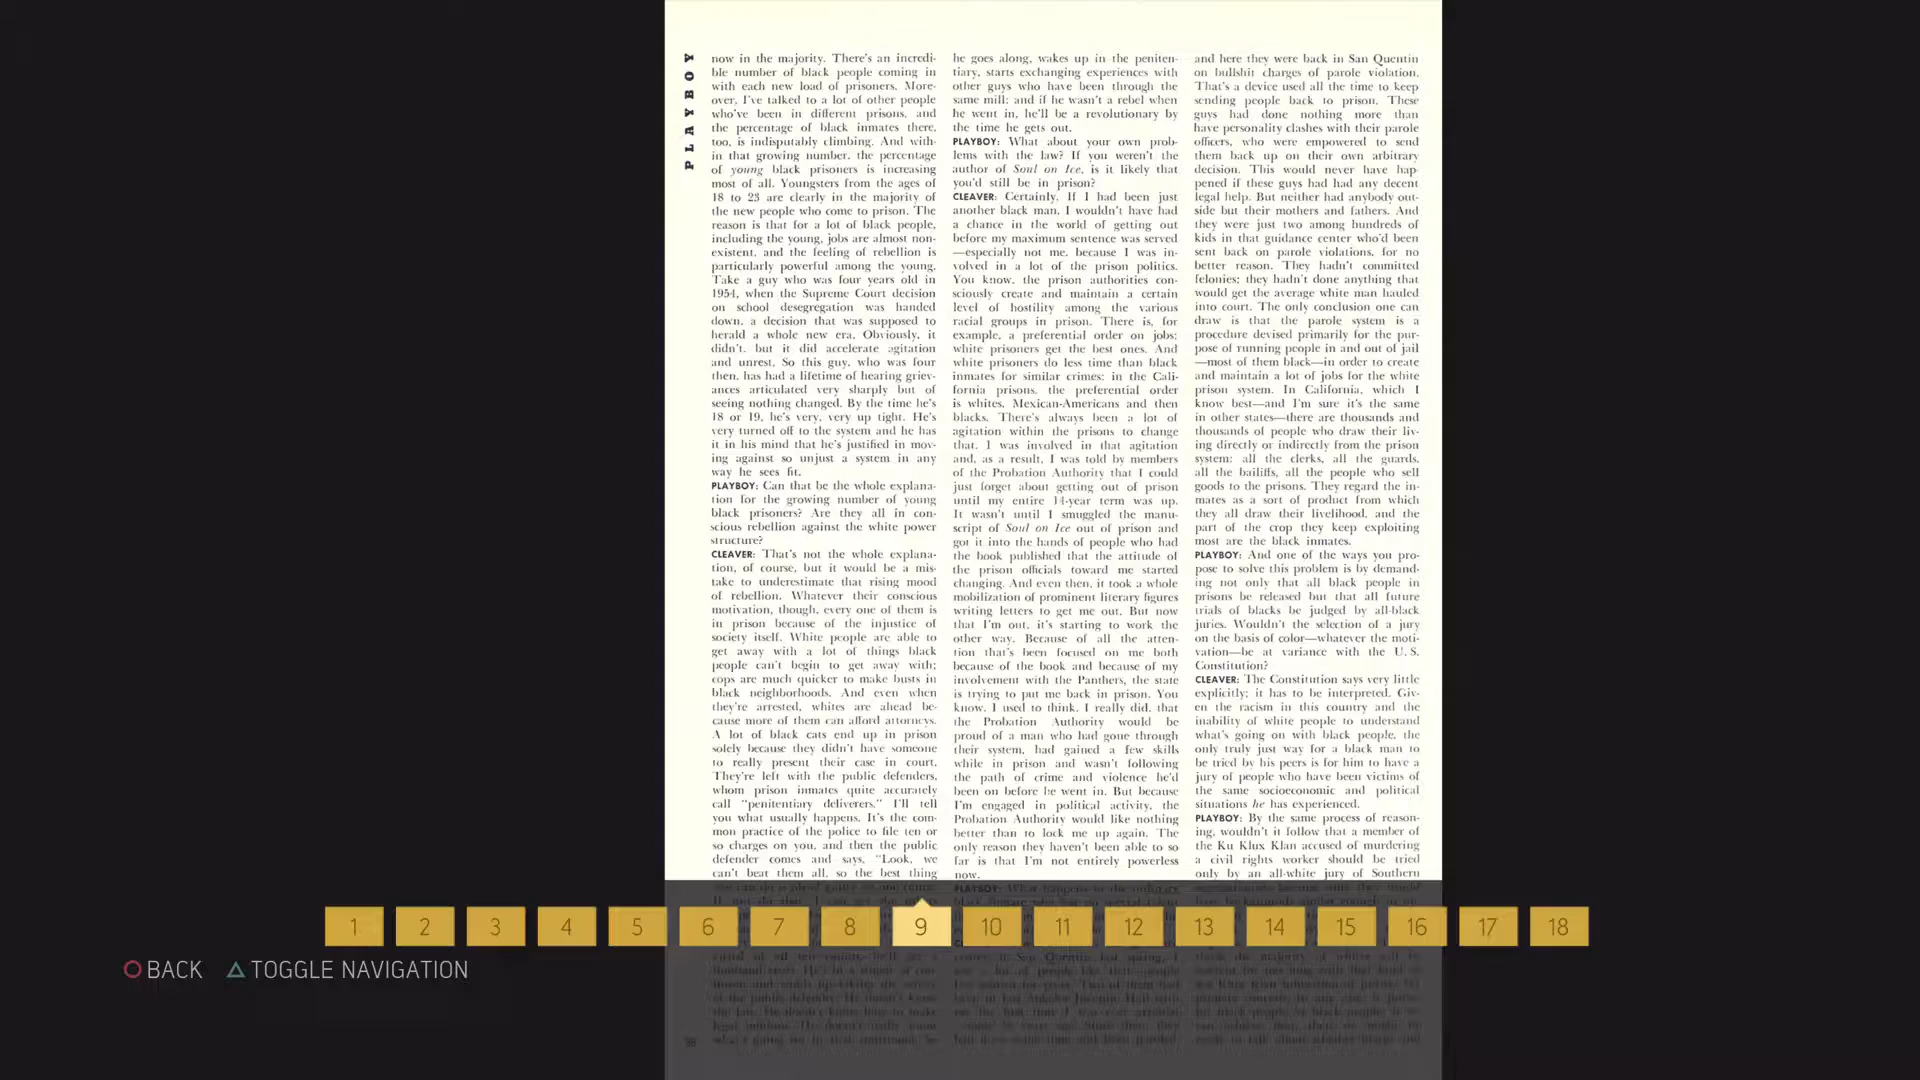 PLAYBOY
now in the majority. There's an incredi-
ble number of black people coming in
with each new load of prisoners. More-
over, I've talked to a lot of other people
who've been in different prisons, and
the percentage of black inmates there,
too, is indisputably climbing. And with-
in that growing number, the percentage
of young black prisoners is increasing
most of all. Youngsters from the ages of
18 to 23 are clearly in the majority of
the new people who come to prison. The
reason is that for a lot of black people,
including the young, jobs are almost non-
existent, and the feeling of rebellion is
particularly powerful among the young.
Take a guy who was four years old in
1954, when the Supreme Court decision
on school desegregation was handed
down, a decision that was supposed to
herald a whole new era. Obviously, it
didn't, but it did accelerate agitation
and unrest. So this guy, who was four
then, has had a lifetime of hearing griev-
ances articulated very sharply but of
seeing nothing changed. By the time he's
18 or 19, he's very, very up tight. He's
very turned off to the system and he has
it in his mind that he's justified in mov-
ing against so unjust a system in any
way he sees fit.
PLAYBOY: Can that be the whole explana-
tion for the growing number of young
black prisoners? Are they all in con-
scious rebellion against the white power
structure?
CLEAVER: That's not the whole explana-
tion, of course, but it would be a mis-
take to underestimate that rising mood
of rebellion. Whatever their conscious
motivation, though, every one of them is
in prison because of the injustice of
society itself. White people are able to
get away with a lot of things black
people can't begin to get away with;
cops are much quicker to make busts in
black neighborhoods. And even when
they're arrested, whites are ahead be-
cause more of them can afford attorneys.
A lot of black cats end up in prison
solely because they didn't have someone
to really present their case in court.
They're left with the public defenders,
whom prison inmates quite accurately
call "penitentiary deliverers." I'll tell
you what usually happens. It's the com-
mon practice of the police to file ten or
so charges on you, and then the public
defender comes and says, "Look, we
can't beat them all, so the best thing
he goes along, wakes up in the peniten-
tiary, starts exchanging experiences with
other guys who have been through the
same mill; and if he wasn't a rebel when
he went in, he'll be a revolutionary by
the time he gets out.
PLAYBOY: What about your own prob-
lems with the law? If you weren't the
author of Soul on Ice, is it likely that
you'd still be in prison?
CLEAVER: Certainly. If I had been just
another black man, I wouldn't have had
a chance in the world of getting out
before my maximum sentence was served
—especially not me, because I was in-
volved in a lot of the prison politics.
You know, the prison authorities con-
sciously create and maintain a certain
level of hostility among the various
racial groups in prison. There is, for
example, a preferential order on jobs;
white prisoners get the best ones. And
white prisoners do less time than black
inmates for similar crimes; in the Cali-
fornia prisons, the preferential order
is whites, Mexican-Americans and then
blacks. There's always been a lot of
agitation within the prisons to change
that. I was involved in that agitation
and, as a result, I was told by members
of the Probation Authority that I could
just forget about getting out of prison
until my entire 14-year term was up.
It wasn't until I smuggled the manu-
script of Soul on Ice out of prison and
got it into the hands of people who had
the book published that the attitude of
the prison officials toward me started
changing. And even then, it took a whole
mobilization of prominent literary figures
writing letters to get me out. But now
that I'm out, it's starting to work the
other way. Because of all the atten-
tion that's been focused on me both
because of the book and because of my
involvement with the Panthers, the state
is trying to put me back in prison. You
know, I used to think, I really did, that
the Probation Authority would be
proud of a man who had gone through
their system, had gained a few skills
while in prison and wasn't following
the path of crime and violence he'd
been on before he went in. But because
I'm engaged in political activity, the
Probation Authority would like nothing
better than to lock me up again. The
only reason they haven't been able to so
far is that I'm not entirely powerless
now.
and here they were back in San Quentin
on bullshit charges of parole violation.
That's a device used all the time to keep
sending people back to prison. These
guys had done nothing more than
have personality clashes with their parole
officers, who were empowered to send
them back up on their own arbitrary
decision. This would never have hap-
pened if these guys had had any decent
legal help. But neither had anybody out-
side but their mothers and fathers. And
they were just two among hundreds of
kids in that guidance center who'd been
sent back on parole violations, for no
better reason. They hadn't committed
felonies; they hadn't done anything that
would get the average white man hauled
into court. The only conclusion one can
draw is that the parole system is a
procedure devised primarily for the pur-
pose of running people in and out of jail
—most of them black—in order to create
and maintain a lot of jobs for the white
prison system. In California, which I
know best—and I'm sure it's the same
in other states—there are thousands and
thousands of people who draw their liv-
ing directly or indirectly from the prison
system: all the clerks, all the guards,
all the bailiffs, all the people who sell
goods to the prisons. They regard the in-
mates as a sort of product from which
they all draw their livelihood, and the
part of the crop they keep exploiting
most are the black inmates.
PLAYBOY: And one of the ways you pro-
pose to solve this problem is by demand-
ing not only that all black people in
prisons be released but that all future
trials of blacks be judged by all-black
juries. Wouldn't the selection of a jury
on the basis of color—whatever the moti-
vation—be at variance with the U. S.
Constitution?
CLEAVER: The Constitution says very little
explicitly; it has to be interpreted. Giv-
en the racism in this country and the
inability of white people to understand
what's going on with black people, the
only truly just way for a black man to
be tried by his peers is for him to have a
jury of people who have been victims of
the same socioeconomic and political
situations he has experienced.
PLAYBOY: By the same process of reason-
ing, wouldn't it follow that a member of
the Ku Klux Klan accused of murdering
a civil rights worker should be tried
only by an all-white jury of Southern
1 2 3 4 5 6 7 8 9 10 11 12 13 14 15 16 17 18
BACK TOGGLE NAVIGATION